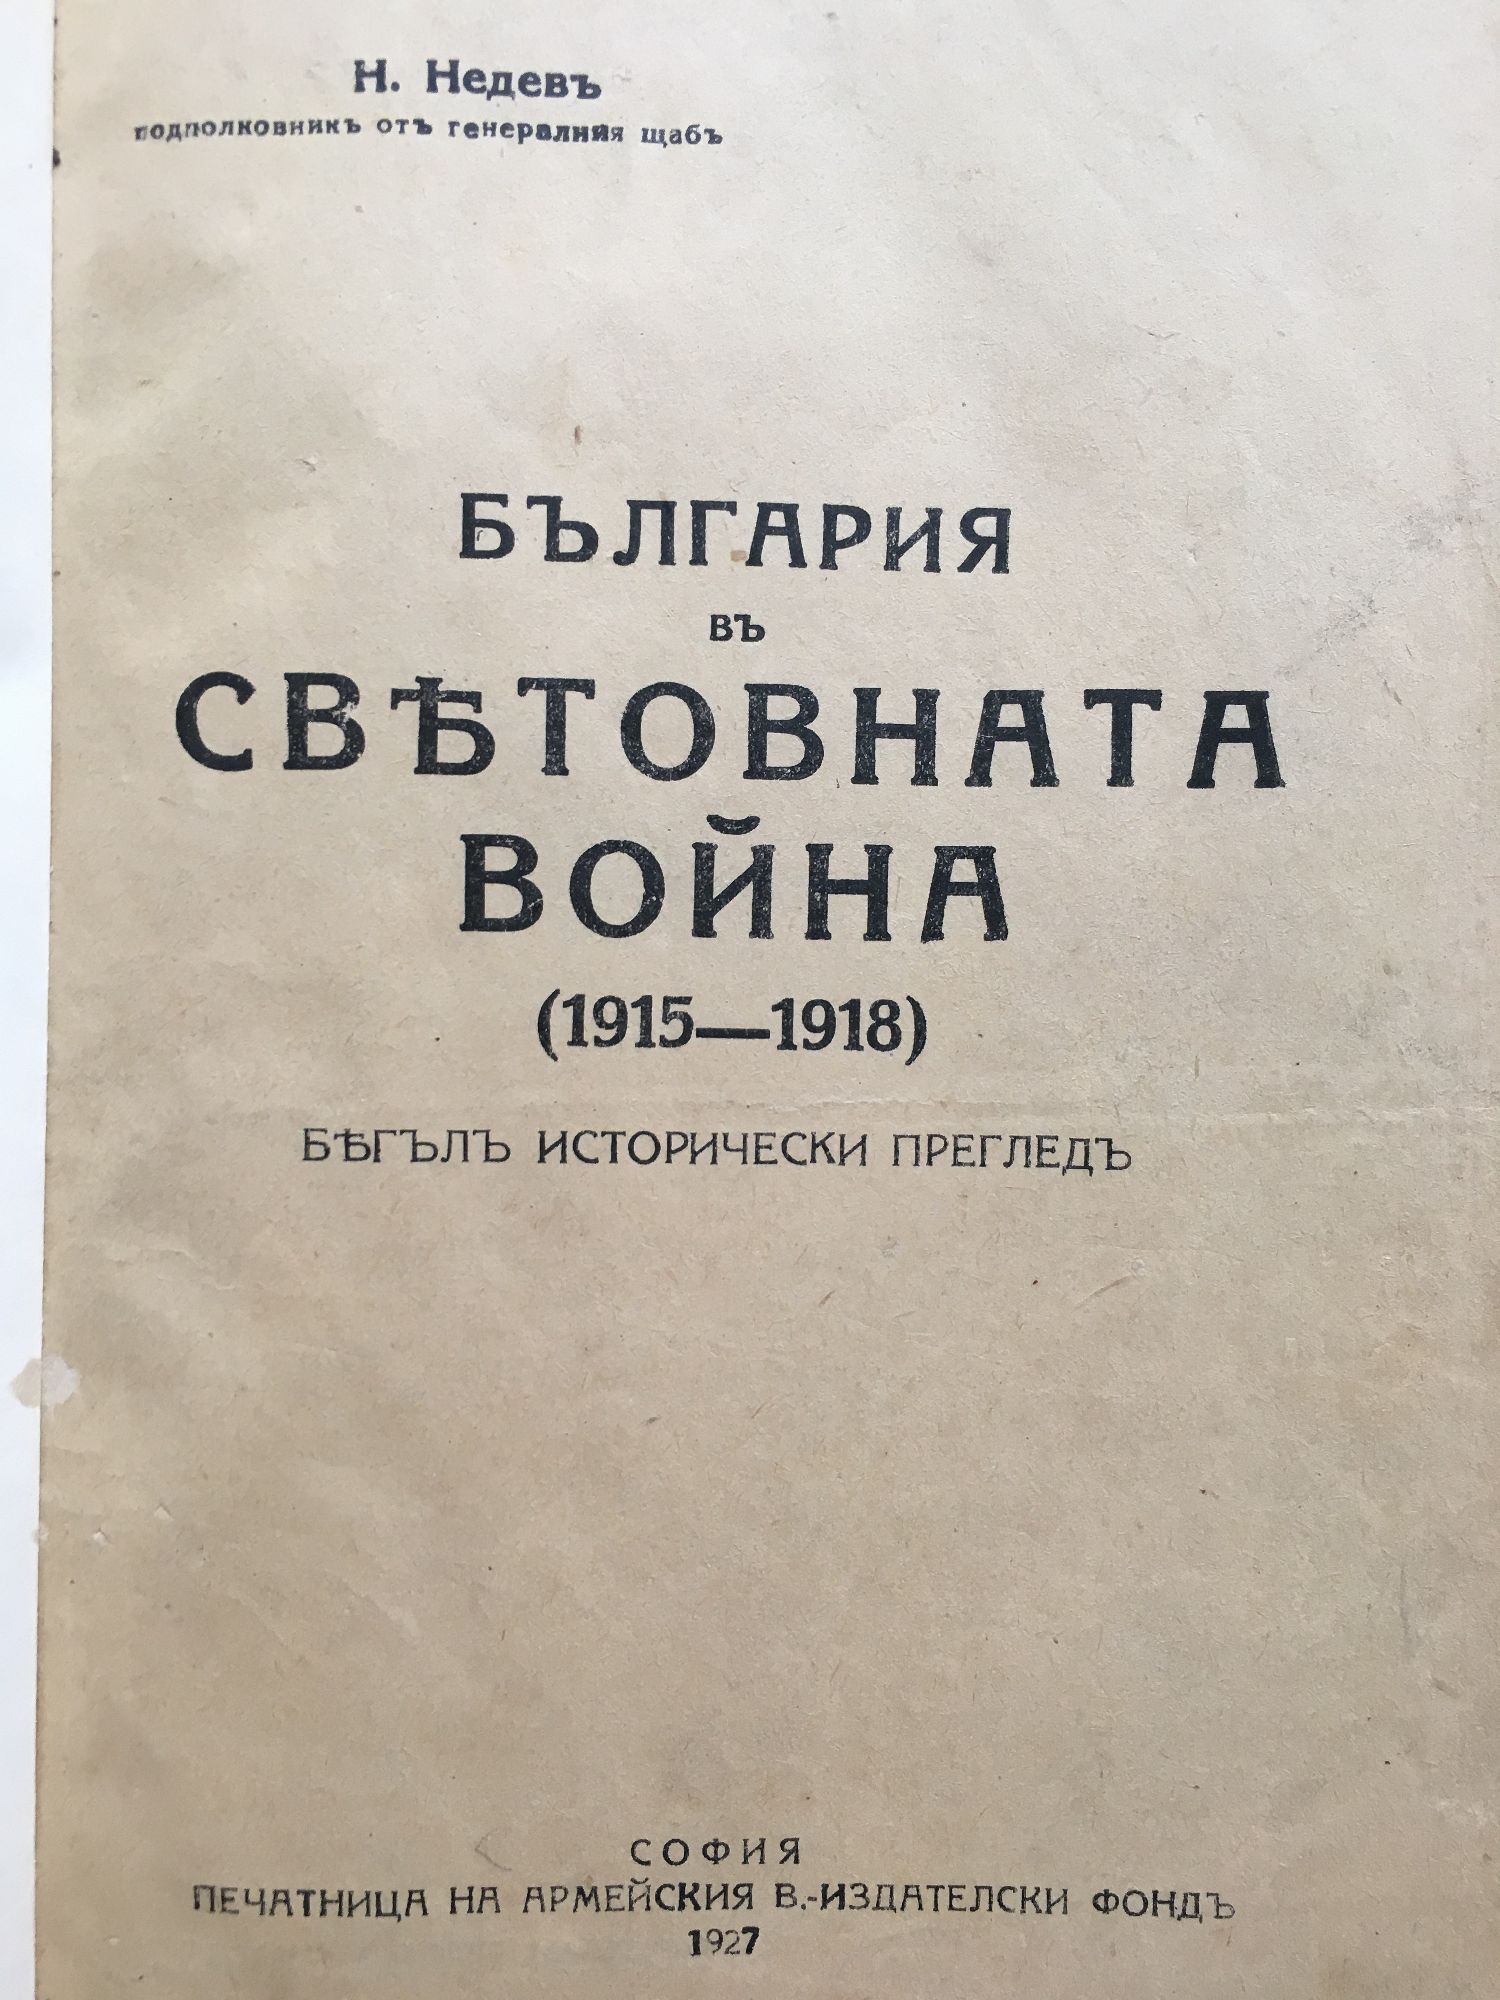 Н. Недевъ
подполковникъ отъ генералния щабъ
БЪЛГАРИЯ
въ
СВѢТОВНАТА
ВОЙНА
(1915—1918)
БѢГЪЛЪ ИСТОРИЧЕСКИ ПРЕГЛЕДЪ
СОФИЯ
ПЕЧАТНИЦА НА АРМЕЙСКИЯ В.-ИЗДАТЕЛСКИ ФОНДЪ
1927